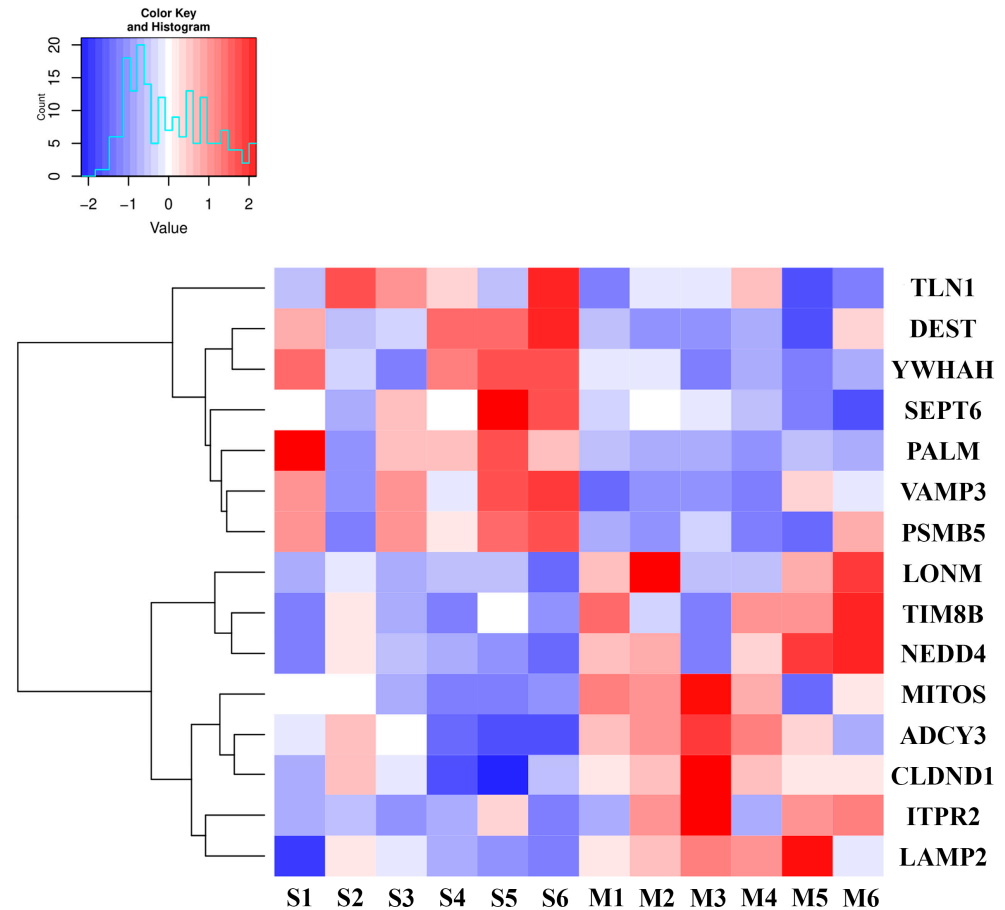 Color Key
and Histogram
Count
0 5 10 15 20
−2 −1 0 1 2
Value
TLN1
DEST
YWHAH
SEPT6
PALM
VAMP3
PSMB5
LONM
TIM8B
NEDD4
MITOS
ADCY3
CLDND1
ITPR2
LAMP2
S1 S2 S3 S4 S5 S6 M1 M2 M3 M4 M5 M6